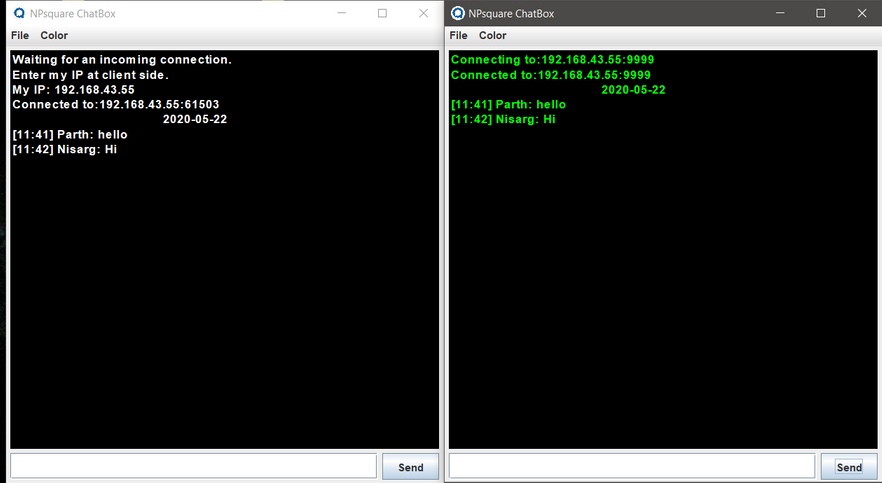 NPsquare ChatBox
File Color
Waiting for an incoming connection.
Enter my IP at client side.
My IP: 192.168.43.55
Connected to:192.168.43.55:61503
2020-05-22
[11:41] Parth: hello
[11:42] Nisarg: Hi
Send
NPsquare ChatBox
File Color
Connecting to:192.168.43.55:9999
Connected to:192.168.43.55:9999
2020-05-22
[11:41] Parth: hello
[11:42] Nisarg: Hi
Send